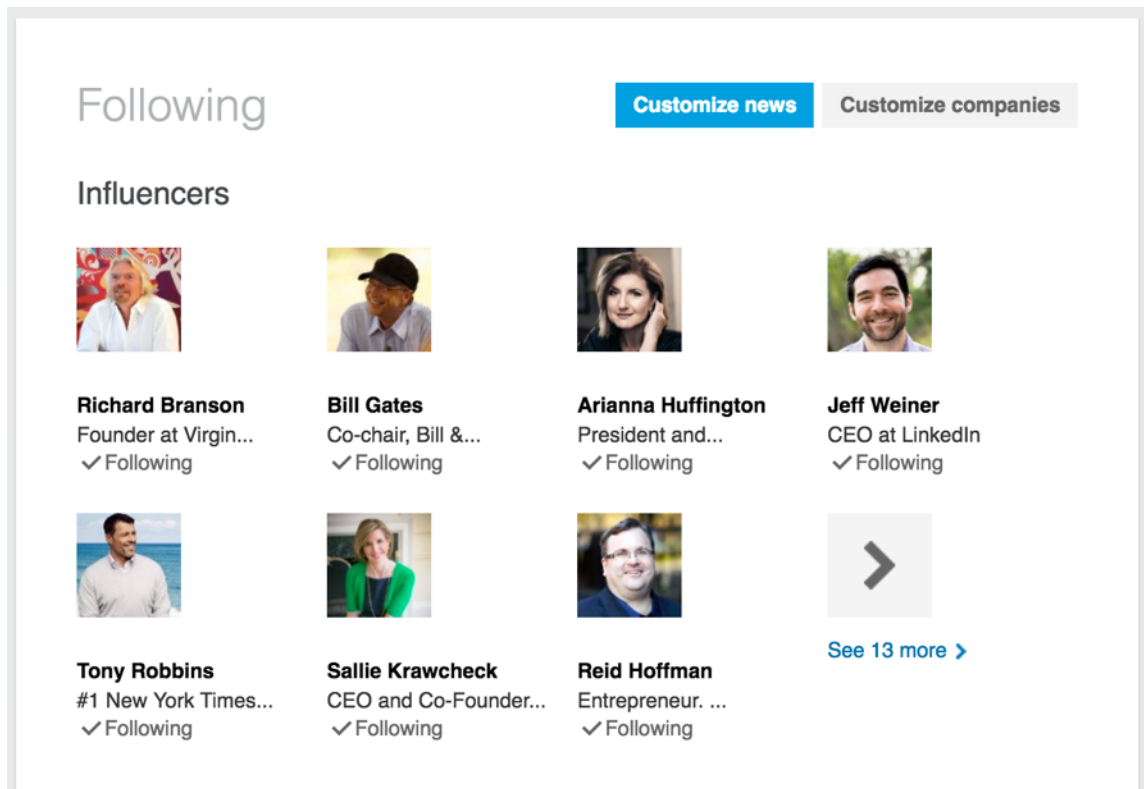 Following
Customize news
Customize companies
Influencers
Richard Branson
Founder at Virgin...
Following
Bill Gates
Co-chair, Bill &...
Following
Arianna Huffington
President and...
Following
Jeff Weiner
CEO at LinkedIn
Following
Tony Robbins
#1 New York Times...
Following
Sallie Krawcheck
CEO and Co-Founder...
Following
Reid Hoffman
Entrepreneur. ...
Following
See 13 more